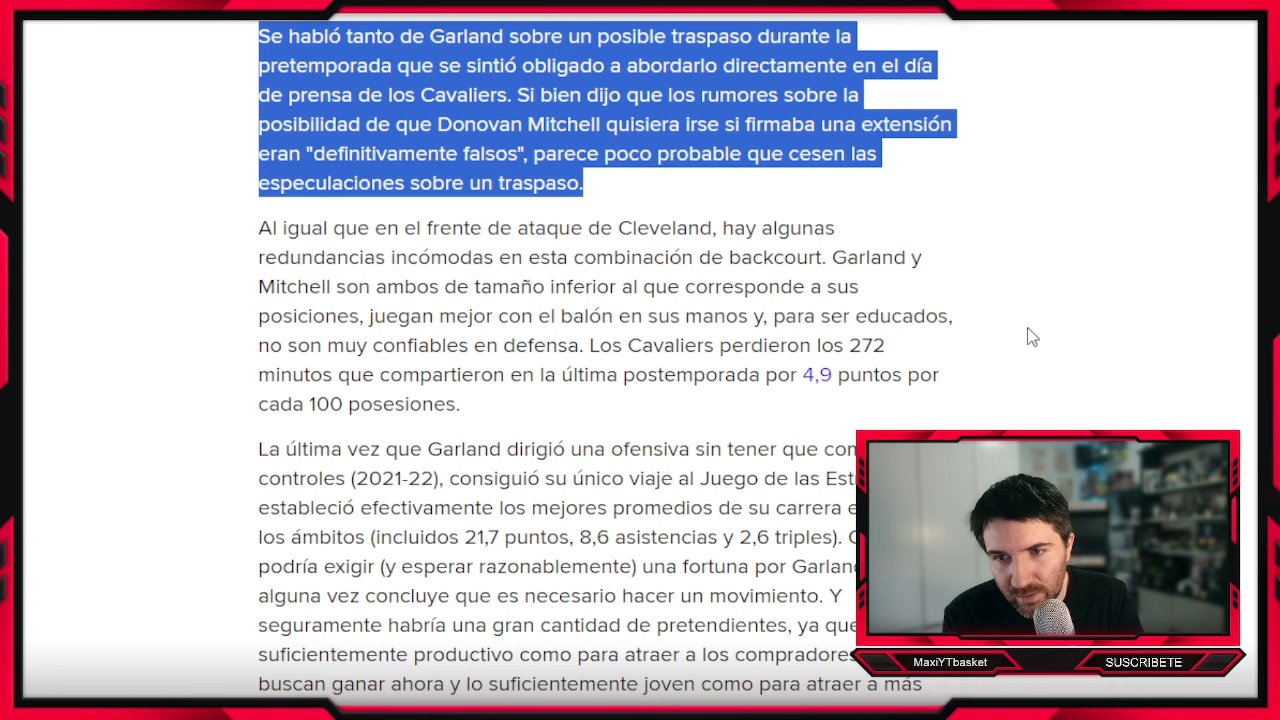 Se habló tanto de Garland sobre un posible traspaso durante la
pretemporada que se sintió obligado a abordarlo directamente en el día
de prensa de los Cavaliers. Si bien dijo que los rumores sobre la
posibilidad de que Donovan Mitchell quisiera irse si firmaba una extensión
eran "definitivamente falsos", parece poco probable que cesen las
especulaciones sobre un traspaso.
Al igual que en el frente de ataque de Cleveland, hay algunas
redundancias incómodas en esta combinación de backcourt. Garland y
Mitchell son ambos de tamaño inferior al que corresponde a sus
posiciones, juegan mejor con el balón en sus manos y, para ser educados,
no son muy confiables en defensa. Los Cavaliers perdieron los 272
minutos que compartieron en la última postemporada por 4,9 puntos por
cada 100 posesiones.
La última vez que Garland dirigió una ofensiva sin tener que
controles (2021-22), consiguió su único viaje al Juego de las
estableció efectivamente los mejores promedios de su carrera
los ámbitos (incluidos 21,7 puntos, 8,6 asistencias y 2,6 triples).
podría exigir (y esperar razonablemente) una fortuna por Garland
alguna vez concluye que es necesario hacer un movimiento. Y
seguramente habría una gran cantidad de pretendientes, ya que
suficientemente productivo como para atraer a los compradores
buscan ganar ahora y lo suficientemente joven como para atraer a más
MaxiYTbasket
SUSCRIBETE